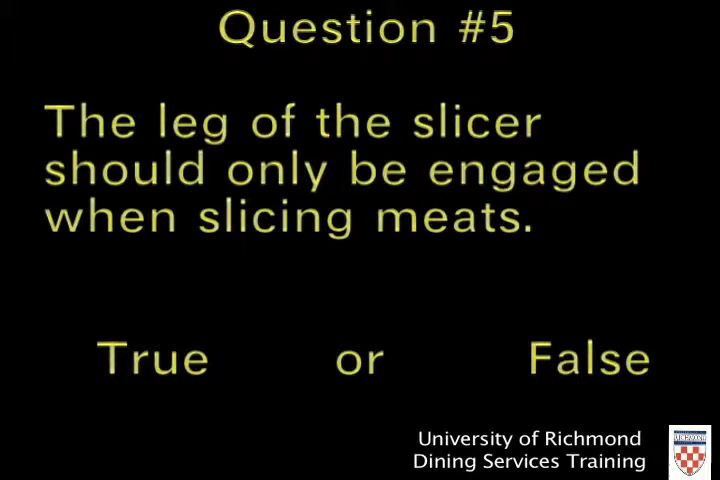 Question #5
The leg of the slicer
should only be engaged
when slicing meats.
True or False
University of Richmond
Dining Services Training
RICHMOND